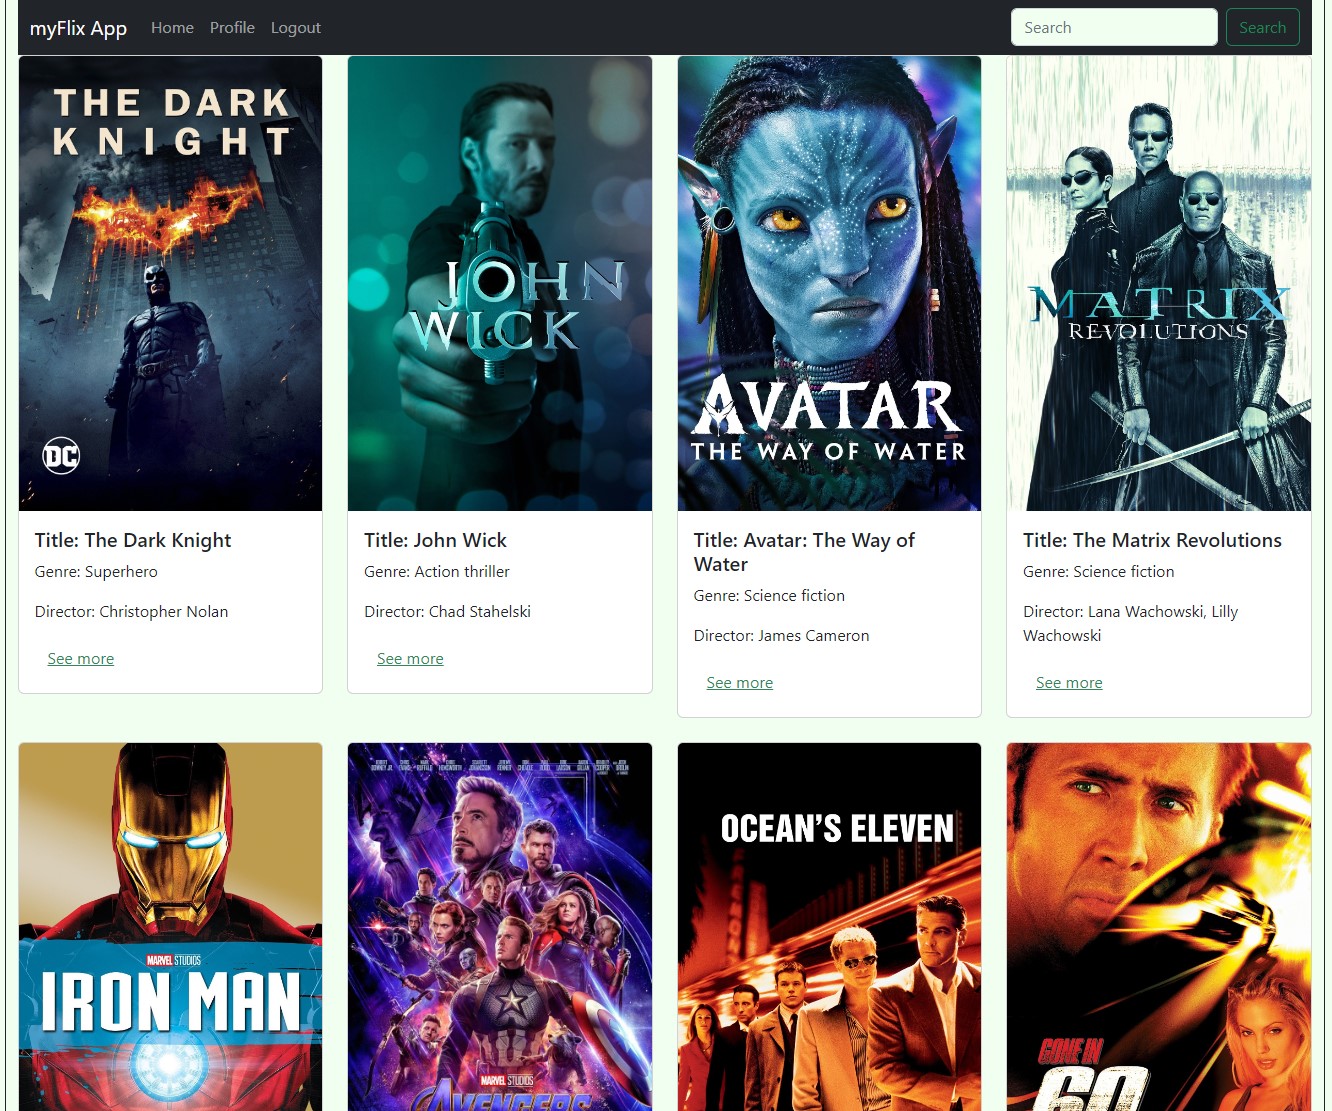 myFlix App
Home
Profile
Logout
Search
Search
THE DARK
KNIGHT
DC
JOHN
WICK
AVATAR
THE WAY OF WATER
MATRIX
REVOLUTIONS
Title: The Dark Knight
Genre: Superhero
Director: Christopher Nolan
See more
Title: John Wick
Genre: Action thriller
Director: Chad Stahelski
See more
Title: Avatar: The Way of
Water
Genre: Science fiction
Director: James Cameron
See more
Title: The Matrix Revolutions
Genre: Science fiction
Director: Lana Wachowski, Lilly
Wachowski
See more
MARVEL STUDIOS
IRON MAN
MARVEL STUDIOS
AVENGERS
OCEAN'S ELEVEN
GONE IN
60